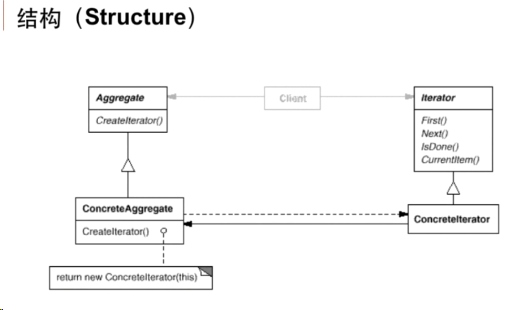 结构（Structure）
Aggregate
CreateIterator()
Client
Iterator
First()
Next()
IsDone()
CurrentItem()
ConcreteAggregate
CreateIterator()
ConcreteIterator
return new ConcreteIterator(this)